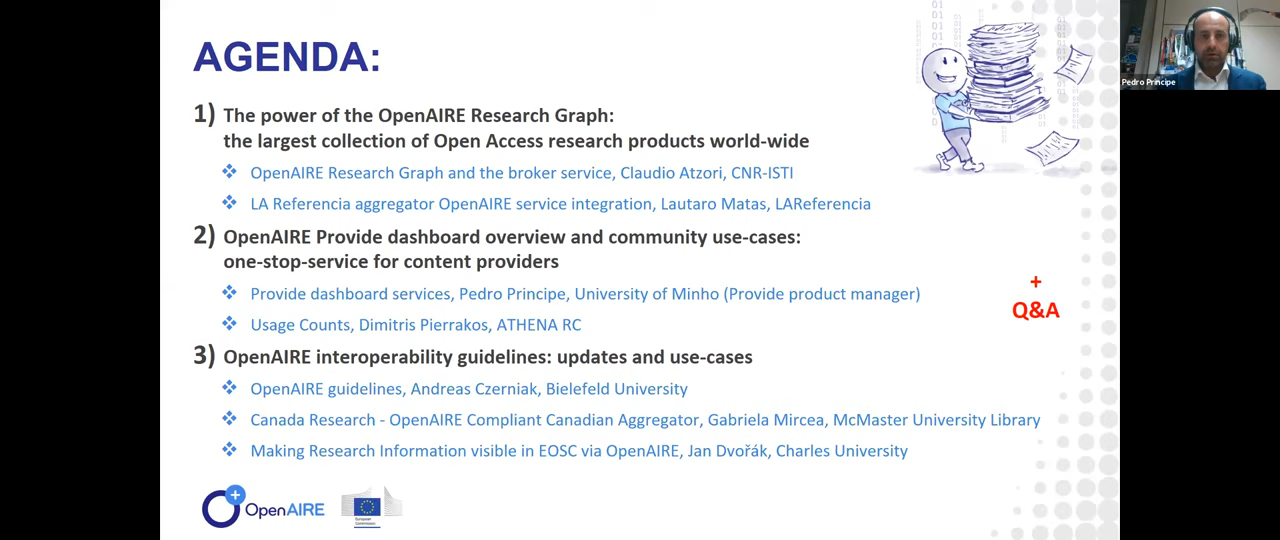 AGENDA:
1) The power of the OpenAIRE Research Graph:
the largest collection of Open Access research products world-wide
❖ OpenAIRE Research Graph and the broker service, Claudio Atzori, CNR-ISTI
❖ LA Referencia aggregator OpenAIRE service integration, Lautaro Matas, LAReferencia
2) OpenAIRE Provide dashboard overview and community use-cases:
one-stop-service for content providers
❖ Provide dashboard services, Pedro Principe, University of Minho (Provide product manager)
❖ Usage Counts, Dimitris Pierrakos, ATHENA RC
3) OpenAIRE interoperability guidelines: updates and use-cases
❖ OpenAIRE guidelines, Andreas Czerniak, Bielefeld University
❖ Canada Research - OpenAIRE Compliant Canadian Aggregator, Gabriela Mircea, McMaster University Library
❖ Making Research Information visible in EOSC via OpenAIRE, Jan Dvořák, Charles University
+
Q&A
OpenAIRE
European
Commission
Pedro Principe